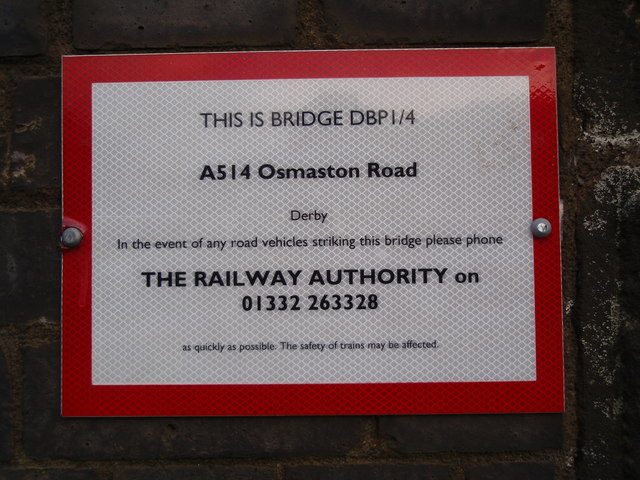 THIS IS BRIDGE DBP1/4
A514 Osmaston Road
Derby
In the event of any road vehicles striking this bridge please phone
THE RAILWAY AUTHORITY on
01332 263328
as quickly as possible. The safety of trains may be affected.